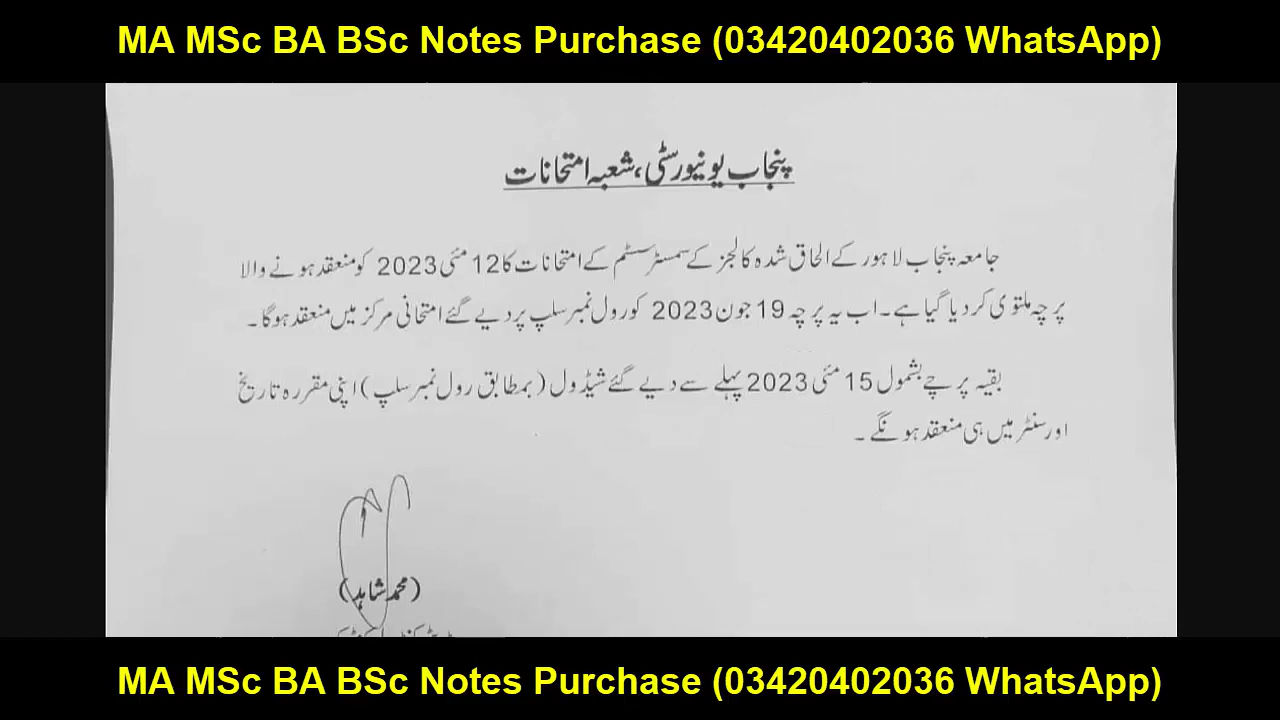 MA MSc BA BSc Notes Purchase (03420402036 WhatsApp)
پنجاب یونیورسٹی، شعبہ امتحانات
جامعہ پنجاب لاہور کے الحاق شدہ کالجز کے سمسٹر سسٹم کے امتحانات کا 12 مئی 2023 کو منعقد ہونے والا
پرچہ ملتوی کر دیا گیا ہے۔ اب یہ پرچہ 19 جون 2023 کو رول نمبر سلپ پر دیے گئے امتحانی مرکز میں منعقد ہوگا۔
بقیہ پرچے بشمول 15 مئی 2023 پہلے سے دیے گئے شیڈول (بمطابق رول نمبر سلپ) اپنی مقررہ تاریخ
اور سنٹر میں ہی منعقد ہونگے۔
(محمد شاہد)
MA MSc BA BSc Notes Purchase (03420402036 WhatsApp)